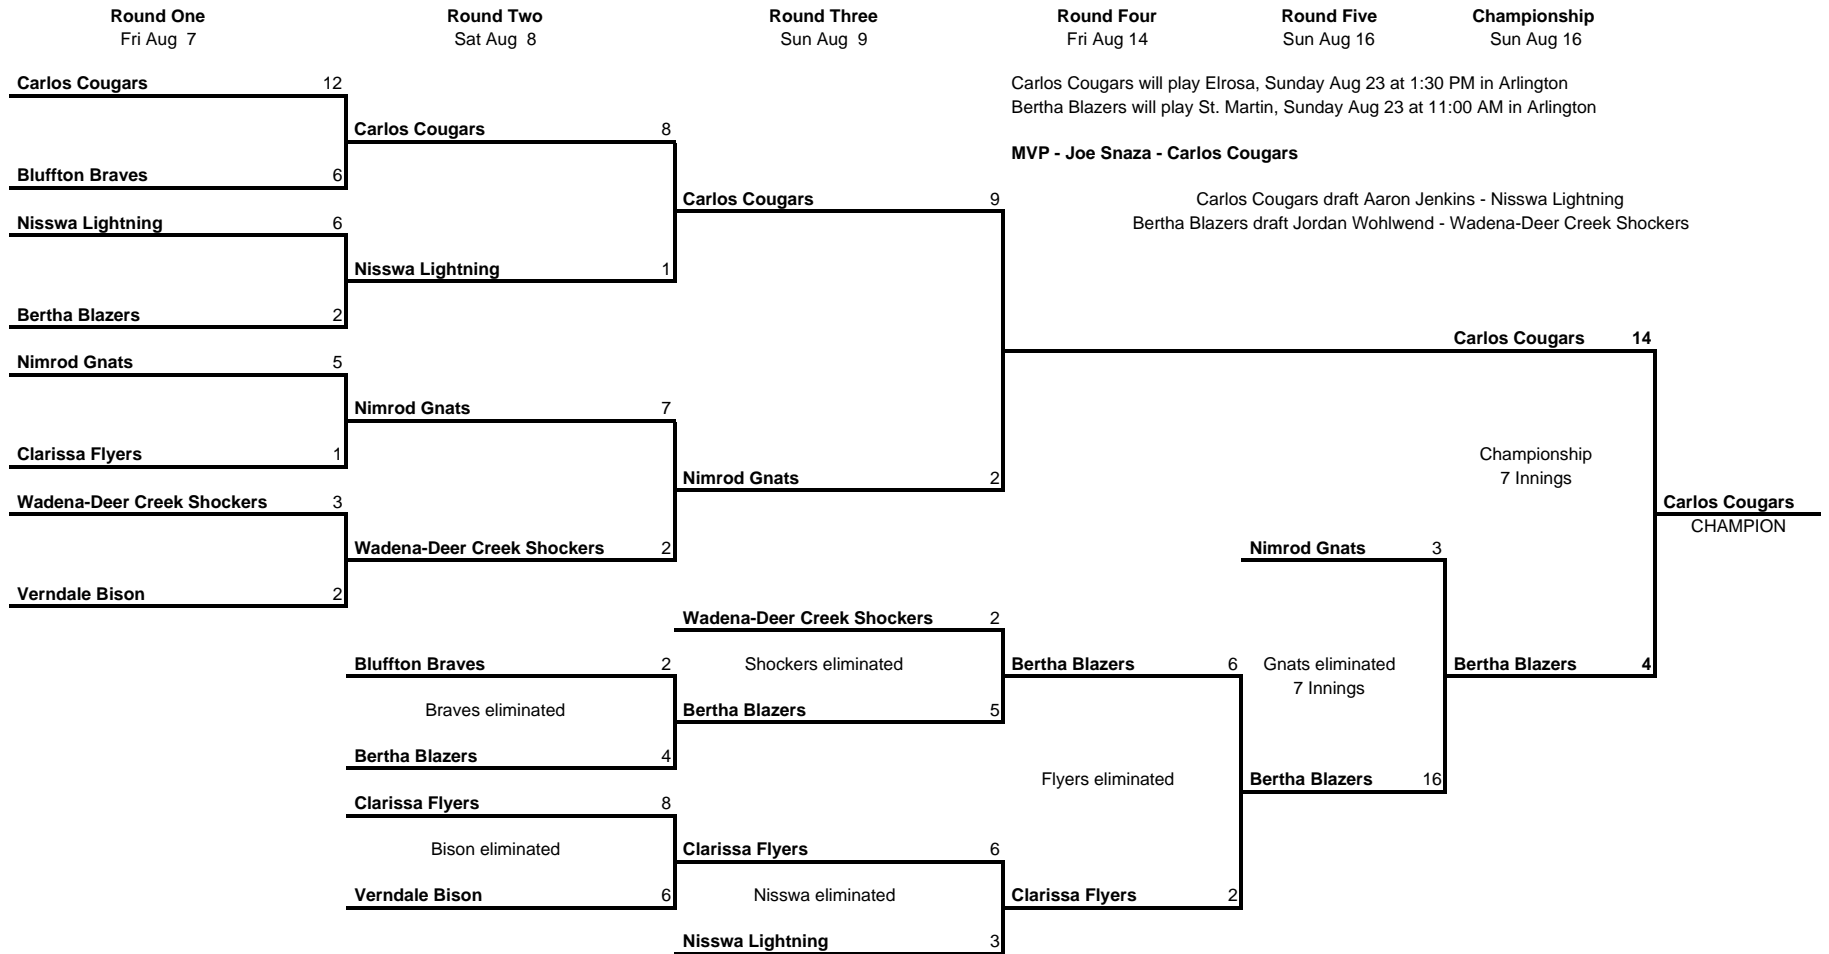 Round One
Round Two
Round Three
Round Four
Round Five
Championship
Fri Aug 7
Sat Aug 8
Sun Aug 9
Fri Aug 14
Sun Aug 16
Sun Aug 16
Carlos Cougars 12
Bluffton Braves 6
Nisswa Lightning 6
Bertha Blazers 2
Nimrod Gnats 5
Clarissa Flyers 1
Wadena-Deer Creek Shockers 3
Verndale Bison 2
Carlos Cougars 8
Nisswa Lightning 1
Nimrod Gnats 7
Wadena-Deer Creek Shockers 2
Bluffton Braves 2
Braves eliminated
Bertha Blazers 4
Clarissa Flyers 8
Bison eliminated
Verndale Bison 6
Carlos Cougars 9
Nimrod Gnats 2
Wadena-Deer Creek Shockers 2
Shockers eliminated
Bertha Blazers 5
Clarissa Flyers 6
Nisswa eliminated
Nisswa Lightning 3
Carlos Cougars will play Elrosa, Sunday Aug 23 at 1:30 PM in Arlington
Bertha Blazers will play St. Martin, Sunday Aug 23 at 11:00 AM in Arlington
MVP - Joe Snaza - Carlos Cougars
Carlos Cougars draft Aaron Jenkins - Nisswa Lightning
Bertha Blazers draft Jordan Wohlwend - Wadena-Deer Creek Shockers
Bertha Blazers 6
Flyers eliminated
Clarissa Flyers 2
Nimrod Gnats 3
Gnats eliminated
7 Innings
Bertha Blazers 16
Carlos Cougars 14
Championship
7 Innings
Bertha Blazers 4
Carlos Cougars
CHAMPION